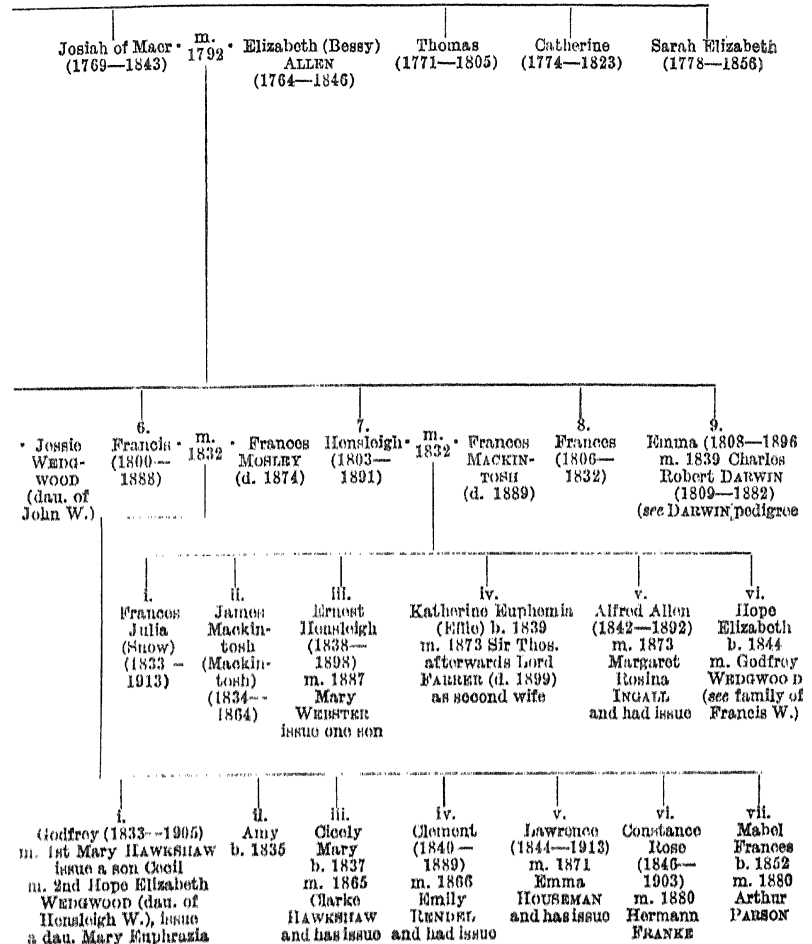 Josiah of Maer
(1769—1843)
m.
1792
Elizabeth (Bessy)
ALLEN
(1764—1846)
Thomas
(1771—1805)
Catherine
(1774—1823)
Sarah Elizabeth
(1778—1856)
Jessie
WEDG-
WOOD
(dau. of
John W.)
6.
Francis
(1800—
1888)
m.
1832
Frances
MOSLEY
(d. 1874)
7.
Hensleigh
(1803—
1891)
m.
1832
Frances
MACKIN-
TOSH
(d. 1889)
8.
Frances
(1806—
1832)
9.
Emma (1808—1896
m. 1839 Charles
Robert DARWIN
(1809—1882)
(see DARWIN pedigree
i.
Frances
Julia
(Snow)
(1833 –
1913)
ii.
James
Mackin-
tosh
(Mackin-
tosh)
(1834—
1864)
iii.
Ernest
Hensleigh
(1838—
1898)
m. 1887
Mary
WEBSTER
issue one son
iv.
Katherine Euphemia
(Effie) b. 1839
m. 1873 Sir Thos.
afterwards Lord
FARRER (d. 1899)
as second wife
v.
Alfred Allen
(1842—1892)
m. 1873
Margaret
Rosina
INGALL
and had issue
vi.
Hope
Elizabeth
b. 1844
m. Godfrey
WEDGWOOD
(see family of
Francis W.)
i.
Godfrey (1833—1905)
m. 1st Mary HAWKSHAW
issue a son Cecil
m. 2nd Hope Elizabeth
WEDGWOOD (dau. of
Hensleigh W.), issue
a dau. Mary Euphrasia
ii.
Amy
b. 1835
iii.
Cicely
Mary
b. 1837
m. 1865
Clarke
HAWKSHAW
and has issue
iv.
Clement
(1840—
1889)
m. 1866
Emily
RENDEL
and had issue
v.
Lawrence
(1844—1913)
m. 1871
Emma
HOUSEMAN
and has issue
vi.
Constance
Rose
(1846—
1903)
m. 1880
Hermann
FRANKE
vii.
Mabel
Frances
b. 1852
m. 1880
Arthur
PARSON